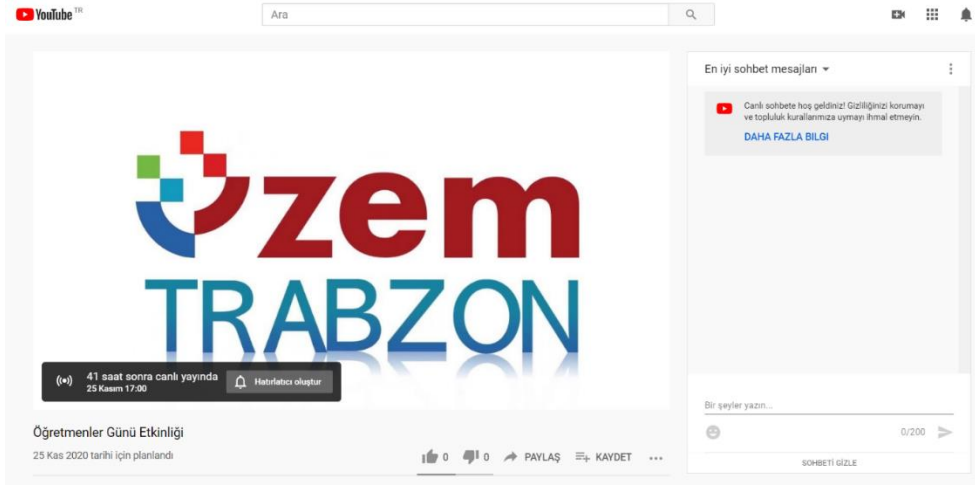 YouTube TR
Ara
En iyi sohbet mesajları
Canlı sohbete hoş geldiniz! Gizliliğinizi korumayı
ve topluluk kurallarımıza uymayı ihmal etmeyin.
DAHA FAZLA BILGI
üzem
TRABZON
41 saat sonra canlı yayında
25 Kasım 17:00
Hatırlatıcı oluştur
Bir şeyler yazın...
0/200
SOHBETİ GİZLE
Öğretmenler Günü Etkinliği
25 Kas 2020 tarihi için planlandı
0
0
PAYLAŞ
KAYDET